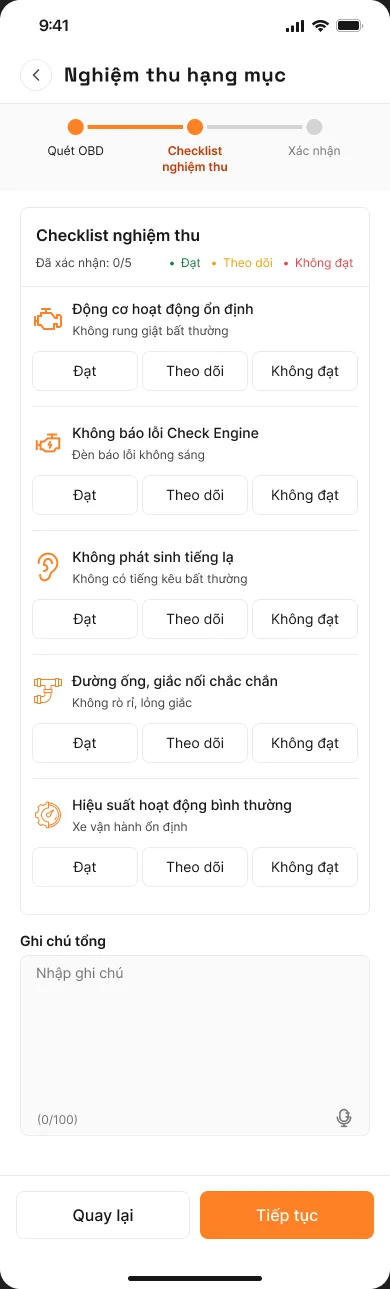 9:41
Nghiệm thu hạng mục
Quét OBD
Checklist nghiệm thu
Xác nhận
Checklist nghiệm thu
Đã xác nhận: 0/5 • Đạt • Theo dõi • Không đạt
Động cơ hoạt động ổn định
Không rung giật bất thường
Đạt Theo dõi Không đạt
Không báo lỗi Check Engine
Đèn báo lỗi không sáng
Đạt Theo dõi Không đạt
Không phát sinh tiếng lạ
Không có tiếng kêu bất thường
Đạt Theo dõi Không đạt
Đường ống, giắc nối chắc chắn
Không rò rỉ, lỏng giắc
Đạt Theo dõi Không đạt
Hiệu suất hoạt động bình thường
Xe vận hành ổn định
Đạt Theo dõi Không đạt
Ghi chú tổng
Nhập ghi chú
(0/100)
Quay lại Tiếp tục